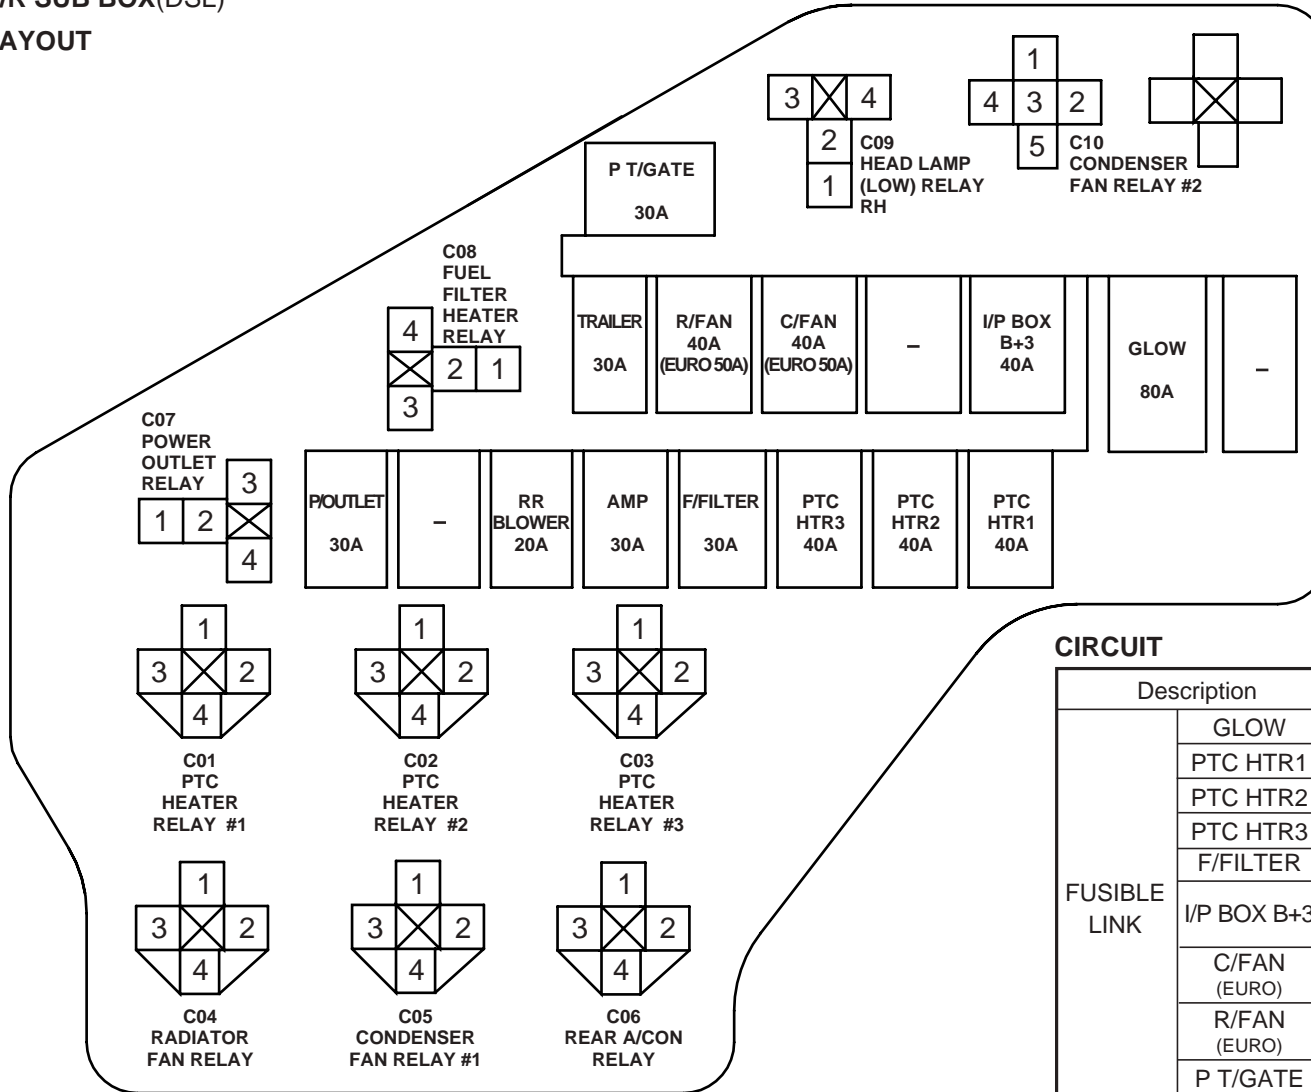 /R SUB BOX(DSL)
AYOUT
1
3 4
4 3 2
2
5
1
C09
HEAD LAMP
(LOW) RELAY
RH
C10
CONDENSER
FAN RELAY #2
P T/GATE
30A
C08
FUEL
FILTER
HEATER
RELAY
4
2 1
3
TRAILER
30A
R/FAN
40A
(EURO 50A)
C/FAN
40A
(EURO 50A)
–
I/P BOX
B+3
40A
GLOW
80A
–
C07
POWER
OUTLET
RELAY
3
1 2
4
P/OUTLET
30A
–
RR
BLOWER
20A
AMP
30A
F/FILTER
30A
PTC
HTR3
40A
PTC
HTR2
40A
PTC
HTR1
40A
1
3 2
4
C01
PTC
HEATER
RELAY #1
1
3 2
4
C02
PTC
HEATER
RELAY #2
1
3 2
4
C03
PTC
HEATER
RELAY #3
1
3 2
4
C04
RADIATOR
FAN RELAY
1
3 2
4
C05
CONDENSER
FAN RELAY #1
1
3 2
4
C06
REAR A/CON
RELAY
CIRCUIT
Description
FUSIBLE
LINK
GLOW
PTC HTR1
PTC HTR2
PTC HTR3
F/FILTER
I/P BOX B+3
C/FAN
(EURO)
R/FAN
(EURO)
P T/GATE